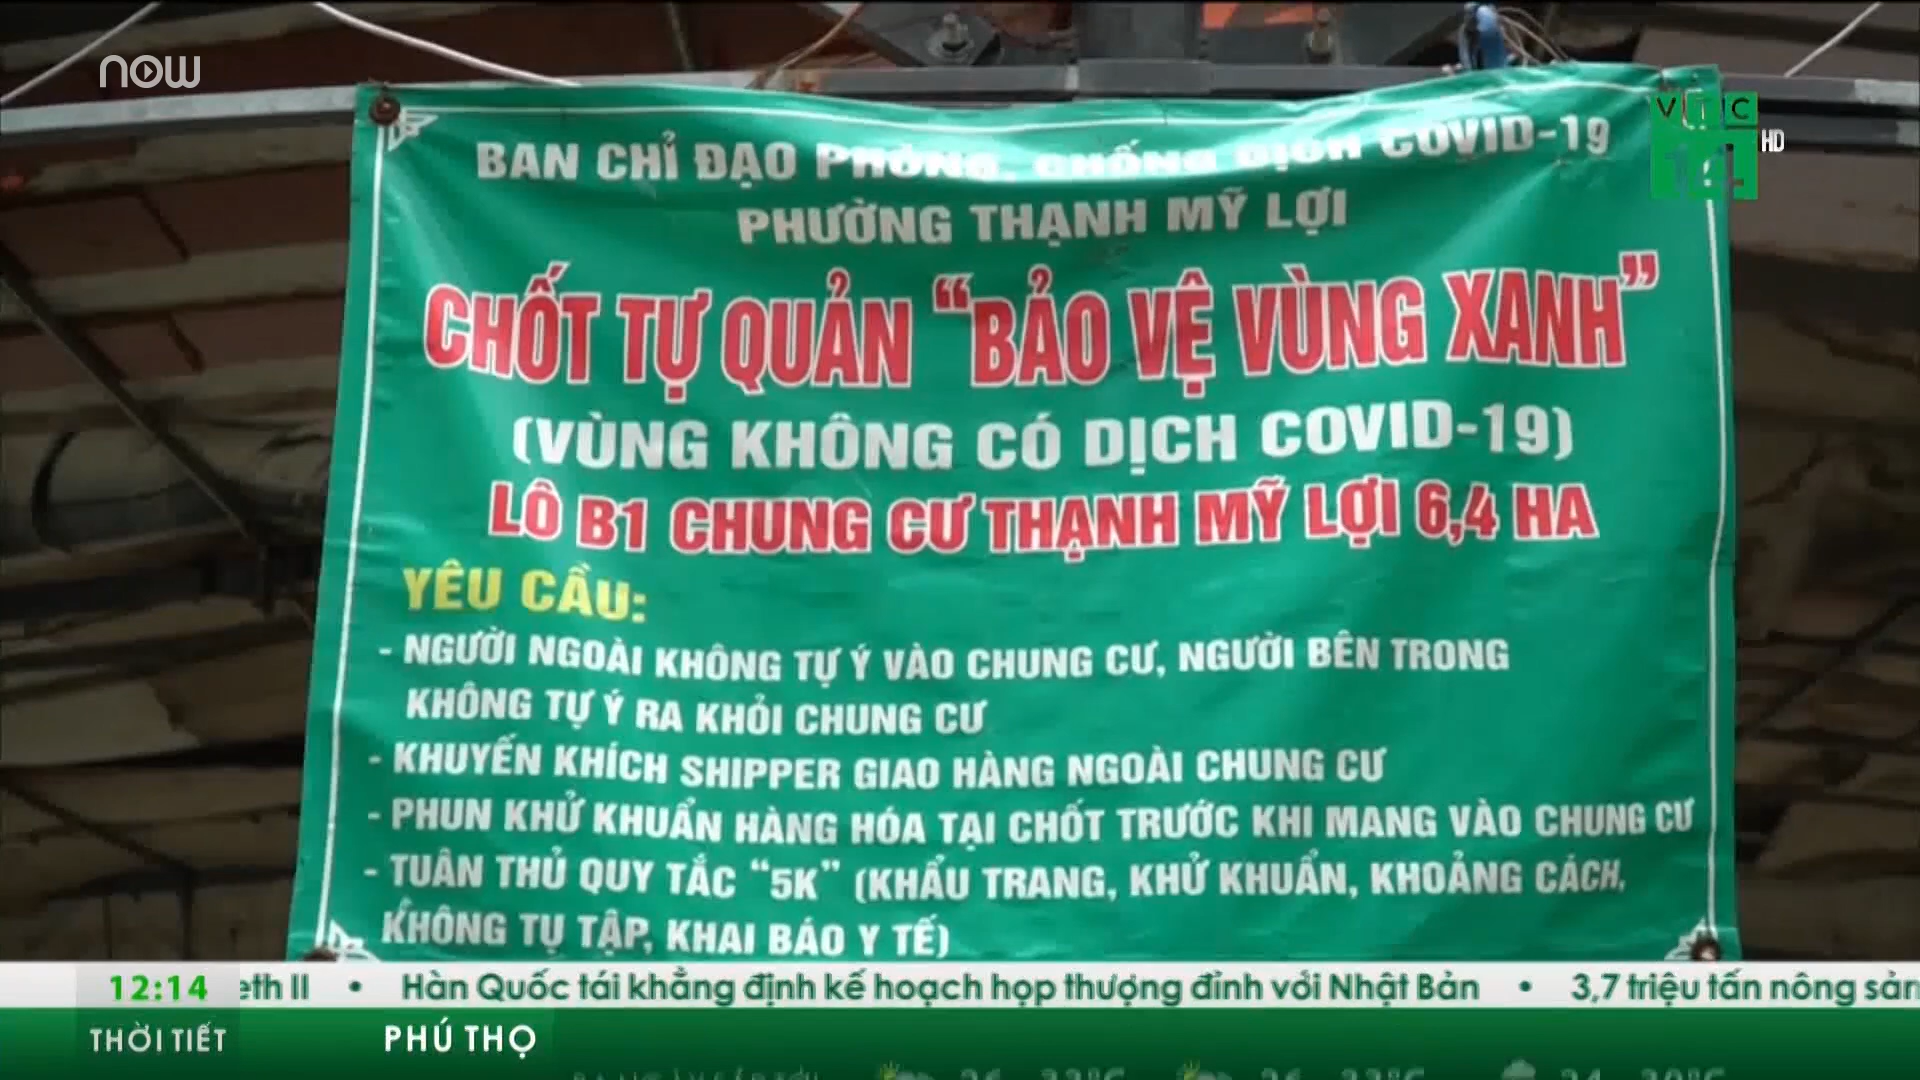 now
VTC
14 HD
BAN CHỈ ĐẠO PHÒNG, CHỐNG DỊCH COVID-19
PHƯỜNG THẠNH MỸ LỢI
CHỐT TỰ QUẢN “BẢO VỆ VÙNG XANH”
(VÙNG KHÔNG CÓ DỊCH COVID-19)
LÔ B1 CHUNG CƯ THẠNH MỸ LỢI 6,4 HA
YÊU CẦU:
- NGƯỜI NGOÀI KHÔNG TỰ Ý VÀO CHUNG CƯ, NGƯỜI BÊN TRONG
KHÔNG TỰ Ý RA KHỎI CHUNG CƯ
- KHUYẾN KHÍCH SHIPPER GIAO HÀNG NGOÀI CHUNG CƯ
- PHUN KHỬ KHUẨN HÀNG HÓA TẠI CHỐT TRƯỚC KHI MANG VÀO CHUNG CƯ
- TUÂN THỦ QUY TẮC “5K” (KHẨU TRANG, KHỬ KHUẨN, KHOẢNG CÁCH,
KHÔNG TỤ TẬP, KHAI BÁO Y TẾ)
12:14 eth II • Hàn Quốc tái khẳng định kế hoạch họp thượng đỉnh với Nhật Bản • 3,7 triệu tấn nông sản
THỜI TIẾT PHÚ THỌ